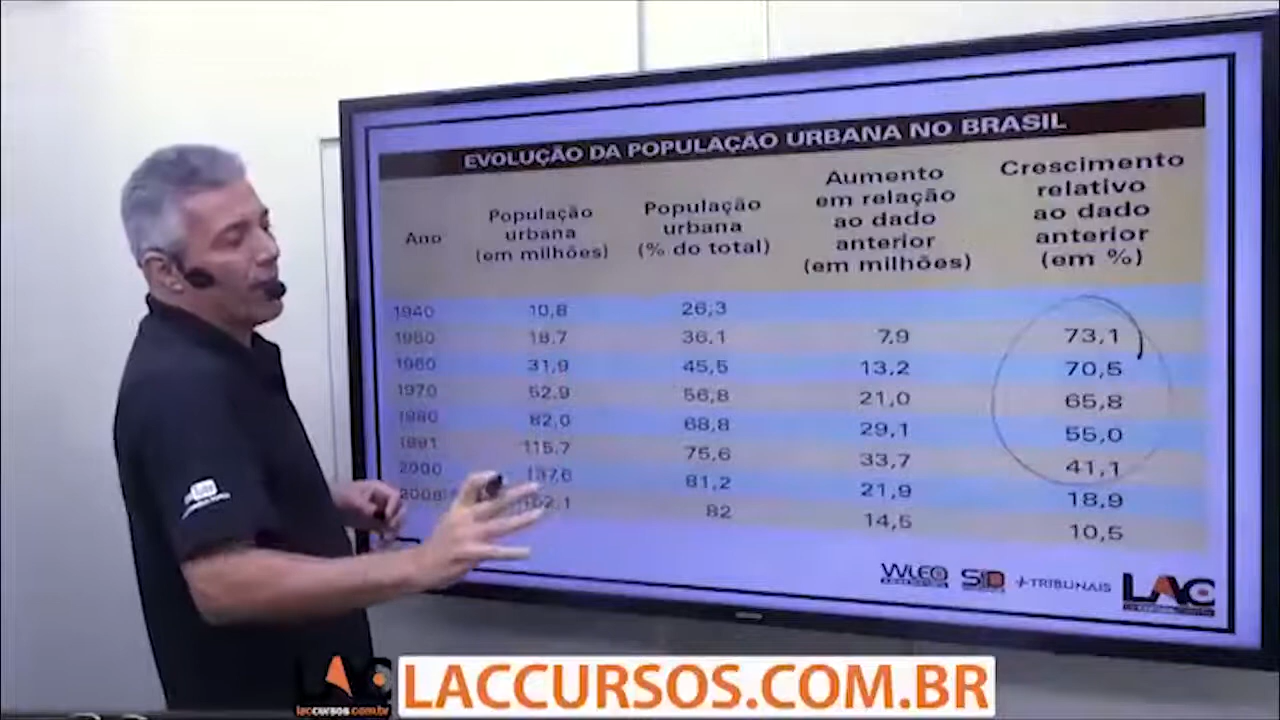 EVOLUÇÃO DA POPULAÇÃO URBANA NO BRASIL
Ano
População
urbana
(em milhões)
População
urbana
(% do total)
Aumento
em relação
ao dado
anterior
(em milhões)
Crescimento
relativo
ao dado
anterior
(em %)
1940 10,8 26,3
1950 18,7 36,1 7,9 73,1
1960 31,9 45,5 13,2 70,5
1970 52,9 56,8 21,0 65,8
1980 82,0 68,8 29,1 55,0
1991 115,7 75,6 33,7 41,1
2000 137,6 81,2 21,9 18,9
82 14,5 10,5
WLEO
+TRIBUNAIS
LAC
LAC
laccursos.com.br
LACCURSOS.COM.BR